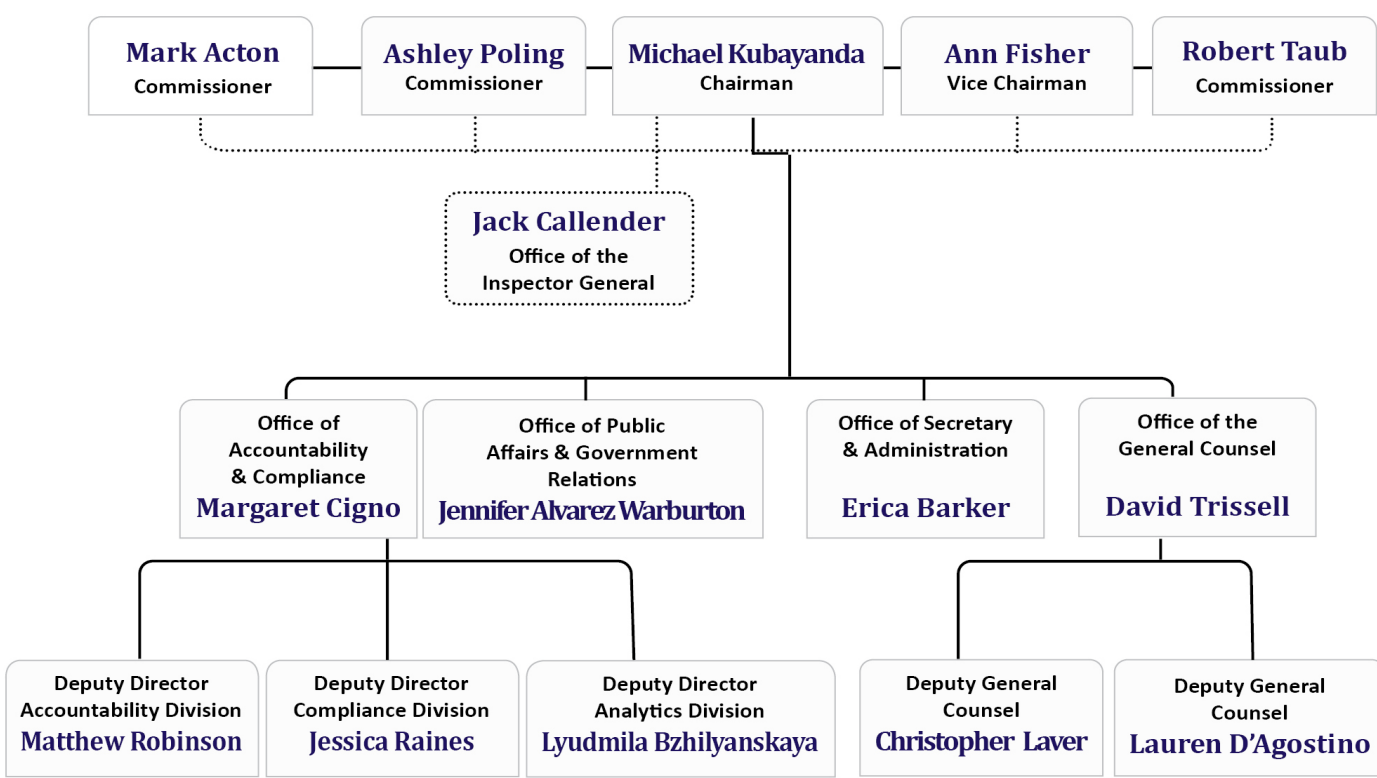 Mark Acton
Commissioner
Ashley Poling
Commissioner
Michael Kubayanda
Chairman
Ann Fisher
Vice Chairman
Robert Taub
Commissioner
Jack Callender
Office of the
Inspector General
Office of
Accountability
& Compliance
Margaret Cigno
Office of Public
Affairs & Government
Relations
Jennifer Alvarez Warburton
Office of Secretary
& Administration
Erica Barker
Office of the
General Counsel
David Trissell
Deputy Director
Accountability Division
Matthew Robinson
Deputy Director
Compliance Division
Jessica Raines
Deputy Director
Analytics Division
Lyudmila Bzhilyanskaya
Deputy General
Counsel
Christopher Laver
Deputy General
Counsel
Lauren D’Agostino